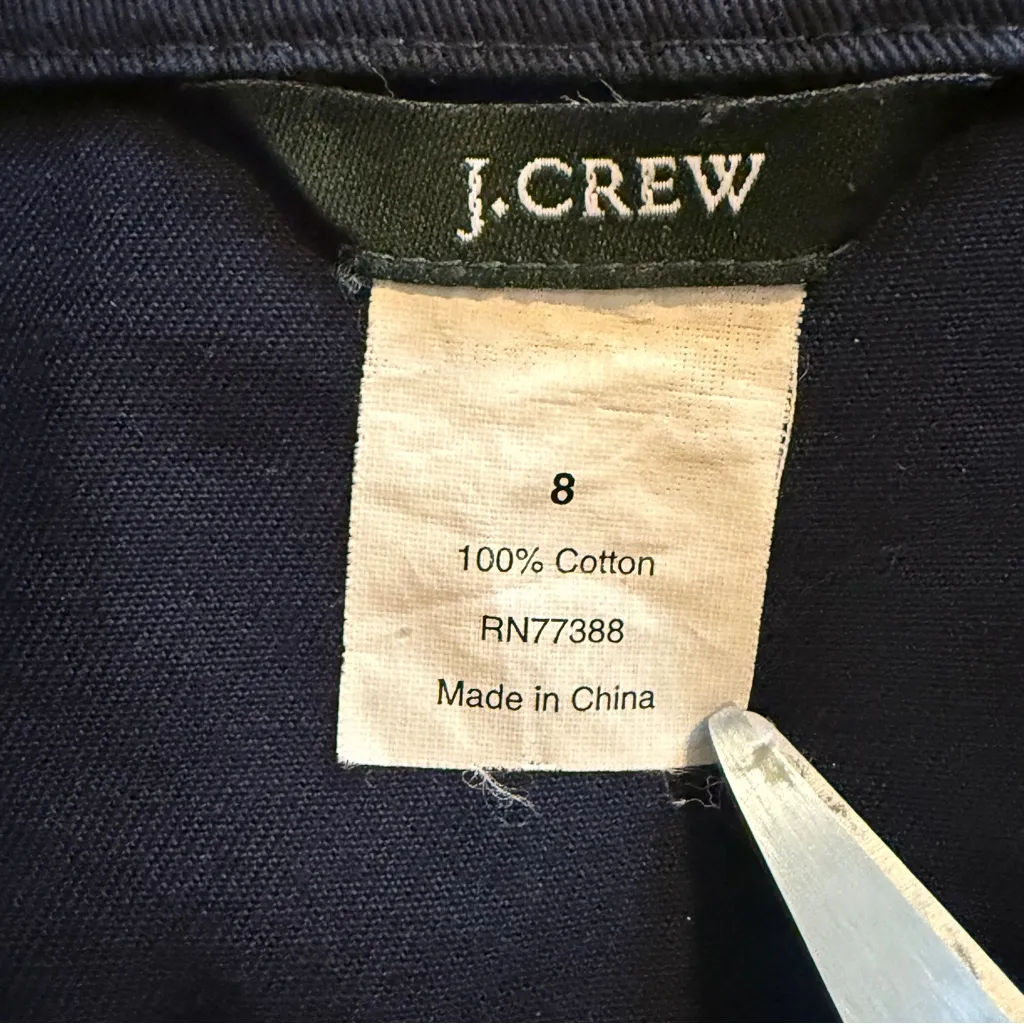 J.CREW
8
100% Cotton
RN77388
Made in China